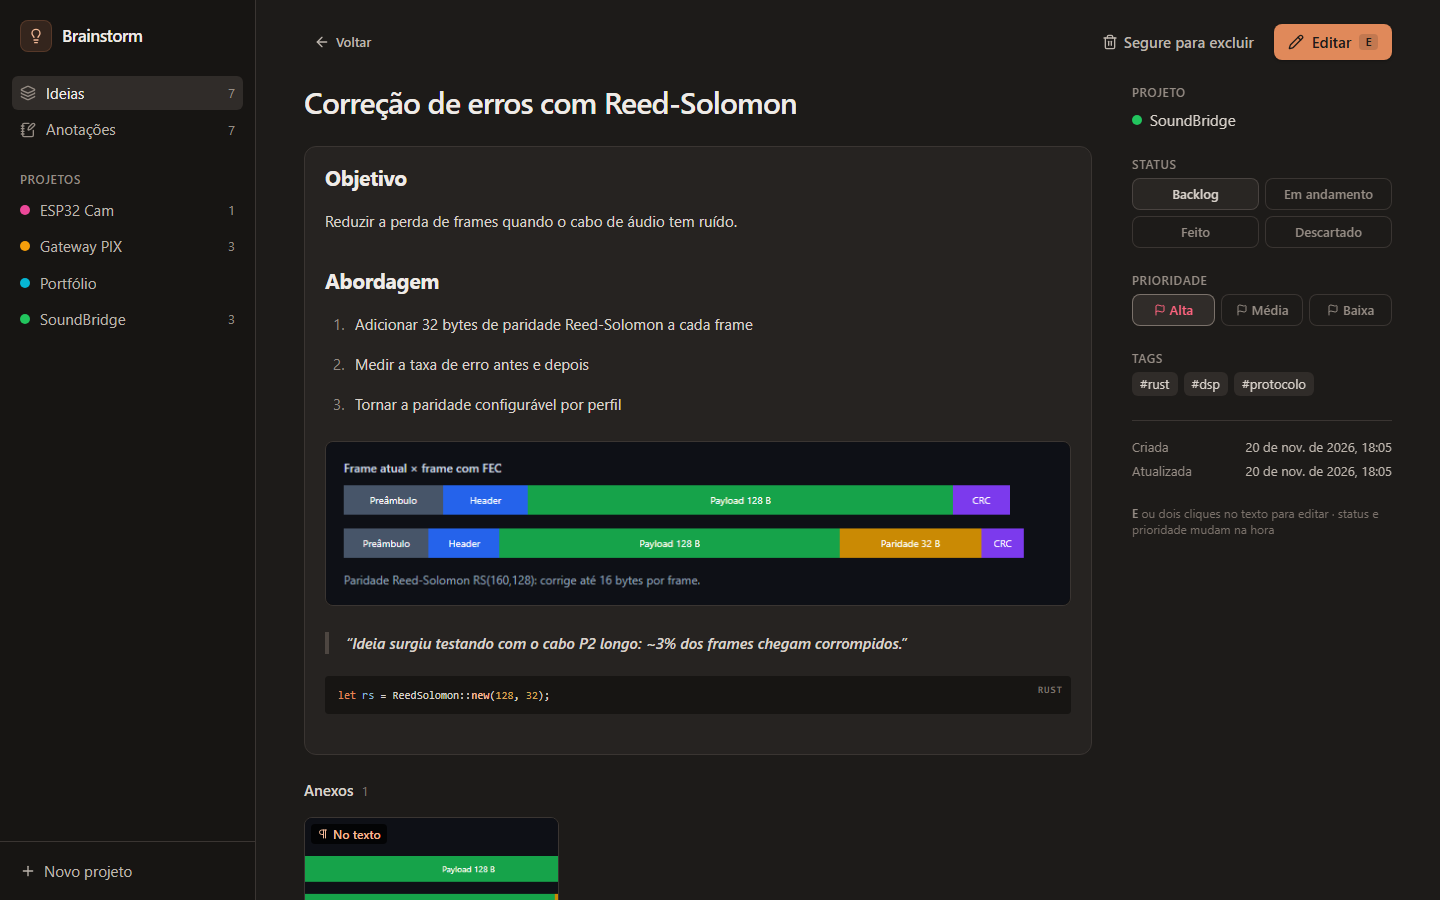 Brainstorm
Ideias 7
Anotações 7
PROJETOS
ESP32 Cam 1
Gateway PIX 3
Portfólio
SoundBridge 3
Novo projeto
Voltar
Segure para excluir
Editar E
Correção de erros com Reed-Solomon
Objetivo
Reduzir a perda de frames quando o cabo de áudio tem ruído.
Abordagem
1. Adicionar 32 bytes de paridade Reed-Solomon a cada frame
2. Medir a taxa de erro antes e depois
3. Tornar a paridade configurável por perfil
Frame atual × frame com FEC
Preâmbulo Header Payload 128 B CRC
Preâmbulo Header Payload 128 B Paridade 32 B CRC
Paridade Reed-Solomon RS(160,128): corrige até 16 bytes por frame.
“Ideia surgiu testando com o cabo P2 longo: ~3% dos frames chegam corrompidos.”
RUST
let rs = ReedSolomon::new(128, 32);
Anexos 1
No texto
Payload 128 B
PROJETO
SoundBridge
STATUS
Backlog Em andamento
Feito Descartado
PRIORIDADE
Alta Média Baixa
TAGS
#rust #dsp #protocolo
Criada 20 de nov. de 2026, 18:05
Atualizada 20 de nov. de 2026, 18:05
E ou dois cliques no texto para editar · status e
prioridade mudam na hora